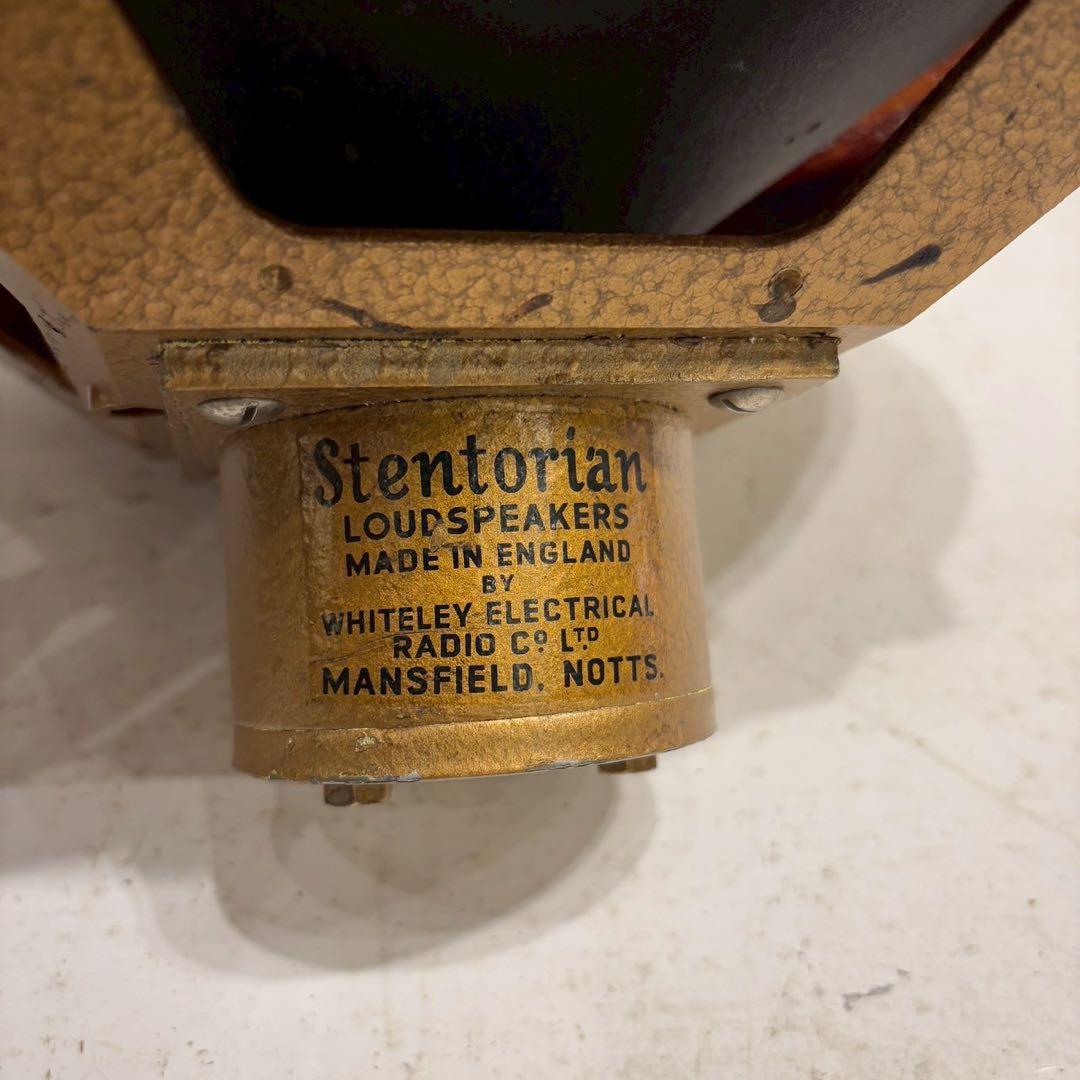 Stentorian
LOUDSPEAKERS
MADE IN ENGLAND
BY
WHITELEY ELECTRICAL
RADIO Cº LTD
MANSFIELD, NOTTS.